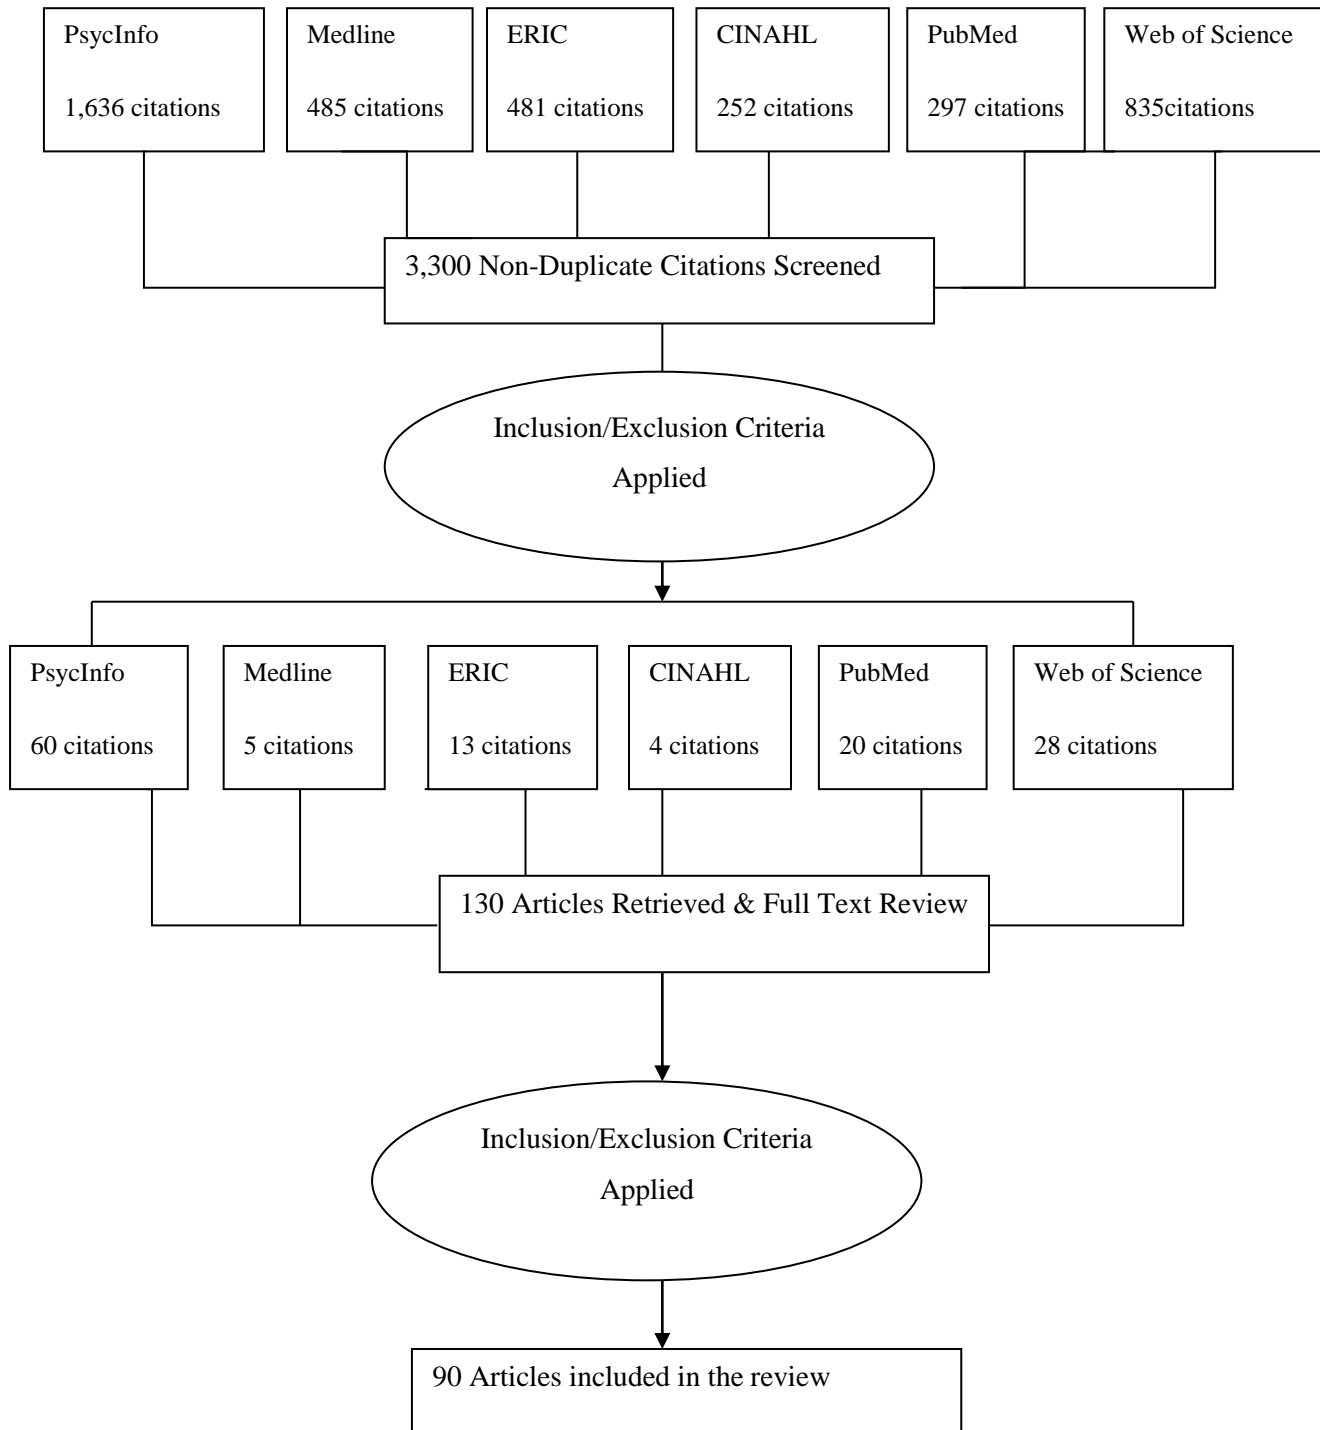 PsycInfo
1,636 citations
Medline
485 citations
ERIC
481 citations
CINAHL
252 citations
PubMed
297 citations
Web of Science
835citations
3,300 Non-Duplicate Citations Screened
Inclusion/Exclusion Criteria
Applied
PsycInfo
60 citations
Medline
5 citations
ERIC
13 citations
CINAHL
4 citations
PubMed
20 citations
Web of Science
28 citations
130 Articles Retrieved & Full Text Review
Inclusion/Exclusion Criteria
Applied
90 Articles included in the review